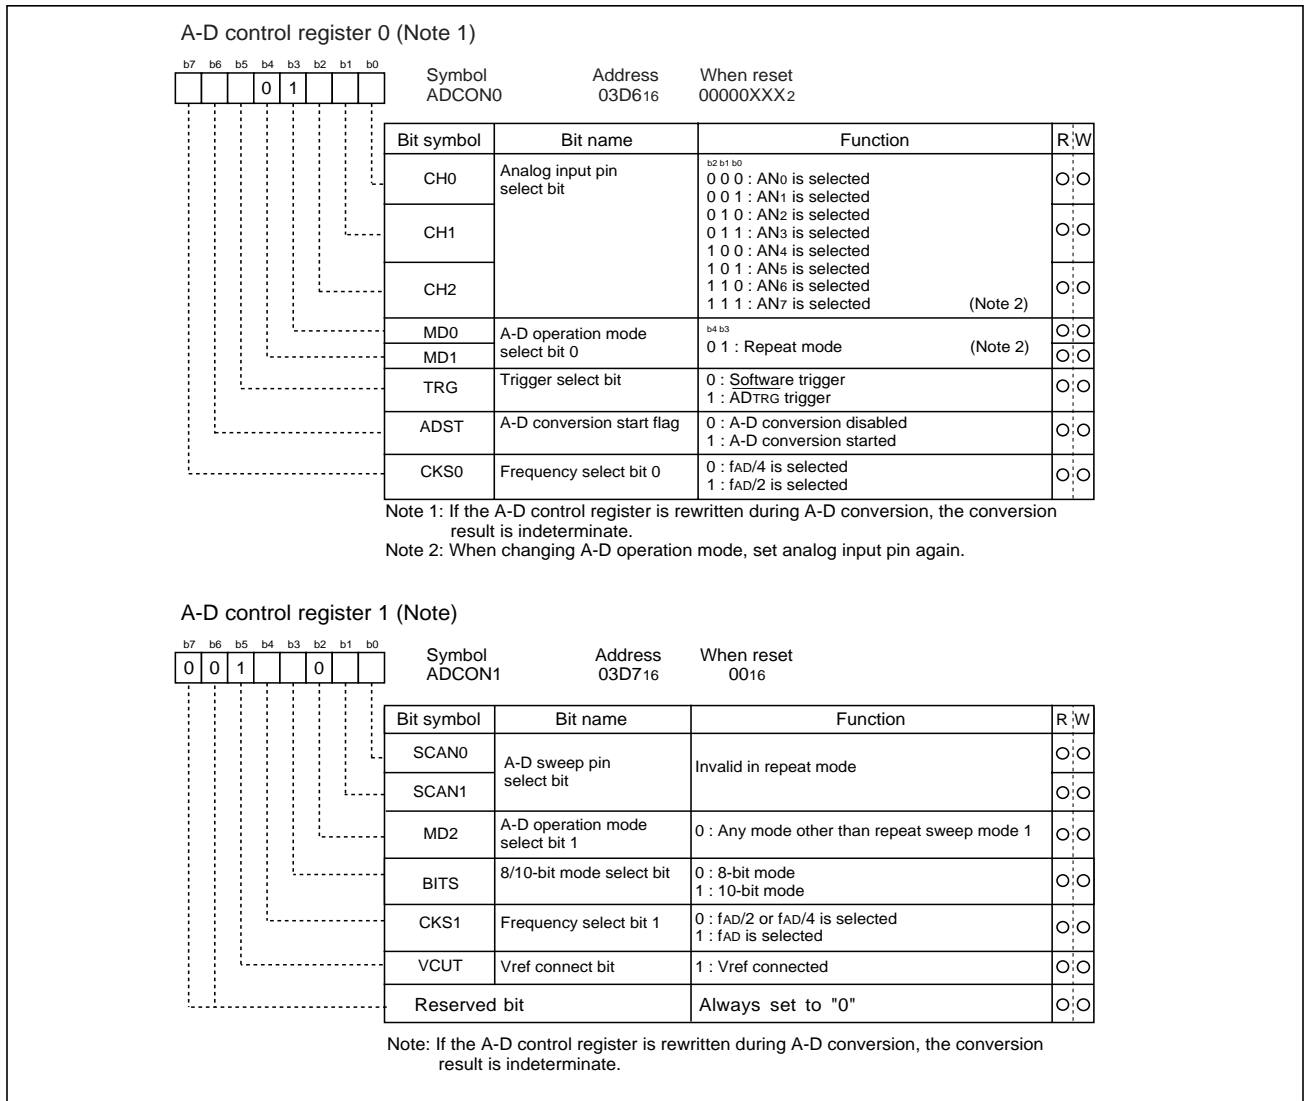 A-D control register 0 (Note 1)
b7 b6 b5 b4 b3 b2 b1 b0
0 1
Symbol Address When reset
ADCON0 03D616 00000XXX2
Bit symbol Bit name Function R W
CH0 Analog input pin
select bit
b2 b1 b0
0 0 0 : AN0 is selected
0 0 1 : AN1 is selected
0 1 0 : AN2 is selected
CH1 0 1 1 : AN3 is selected
1 0 0 : AN4 is selected
1 0 1 : AN5 is selected
CH2 1 1 0 : AN6 is selected
1 1 1 : AN7 is selected (Note 2)
MD0 A-D operation mode
select bit 0
b4 b3
0 1 : Repeat mode (Note 2)
MD1
TRG Trigger select bit 0 : Software trigger
1 : ADTRG trigger
ADST A-D conversion start flag 0 : A-D conversion disabled
1 : A-D conversion started
CKS0 Frequency select bit 0 0 : fAD/4 is selected
1 : fAD/2 is selected
Note 1: If the A-D control register is rewritten during A-D conversion, the conversion
result is indeterminate.
Note 2: When changing A-D operation mode, set analog input pin again.
A-D control register 1 (Note)
b7 b6 b5 b4 b3 b2 b1 b0
0 0 1 0
Symbol Address When reset
ADCON1 03D716 0016
Bit symbol Bit name Function R W
SCAN0 A-D sweep pin
select bit
Invalid in repeat mode
SCAN1
MD2 A-D operation mode
select bit 1
0 : Any mode other than repeat sweep mode 1
BITS 8/10-bit mode select bit 0 : 8-bit mode
1 : 10-bit mode
CKS1 Frequency select bit 1 0 : fAD/2 or fAD/4 is selected
1 : fAD is selected
VCUT Vref connect bit 1 : Vref connected
Reserved bit Always set to "0"
Note: If the A-D control register is rewritten during A-D conversion, the conversion
result is indeterminate.